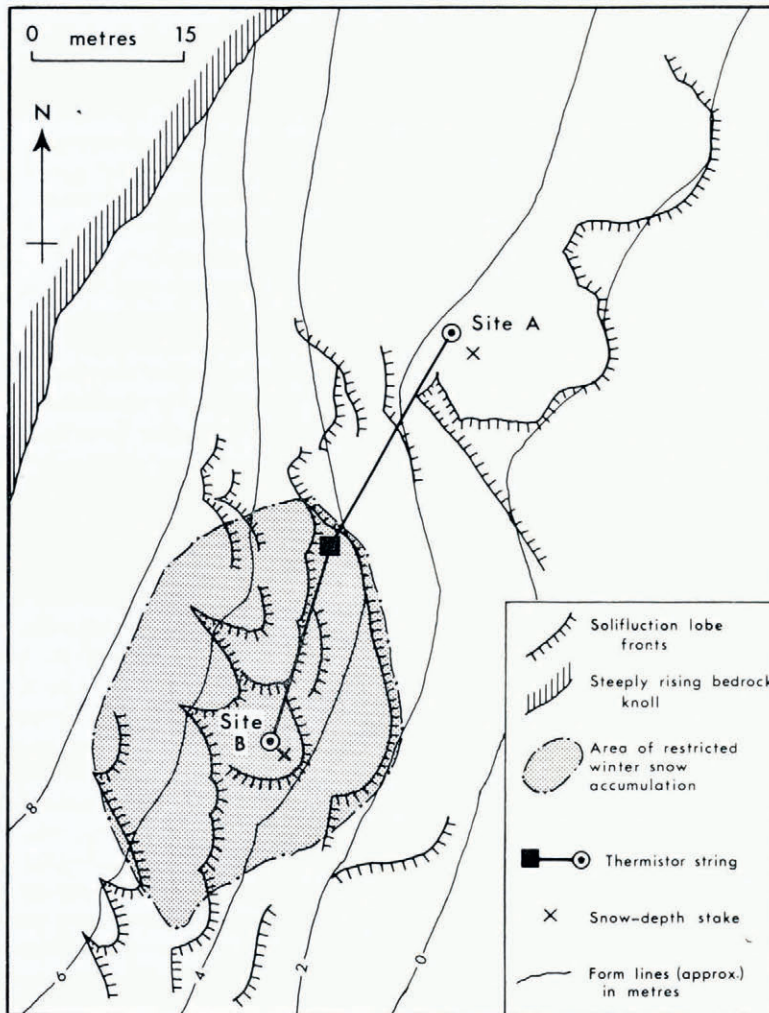 0 metres 15
N
Site A
Site
B
Solifluction lobe
fronts
Steeply rising bedrock
knoll
Area of restricted
winter snow
accumulation
Thermistor string
Snow-depth stake
Form lines (approx.)
in metres
8
6
4
2
0